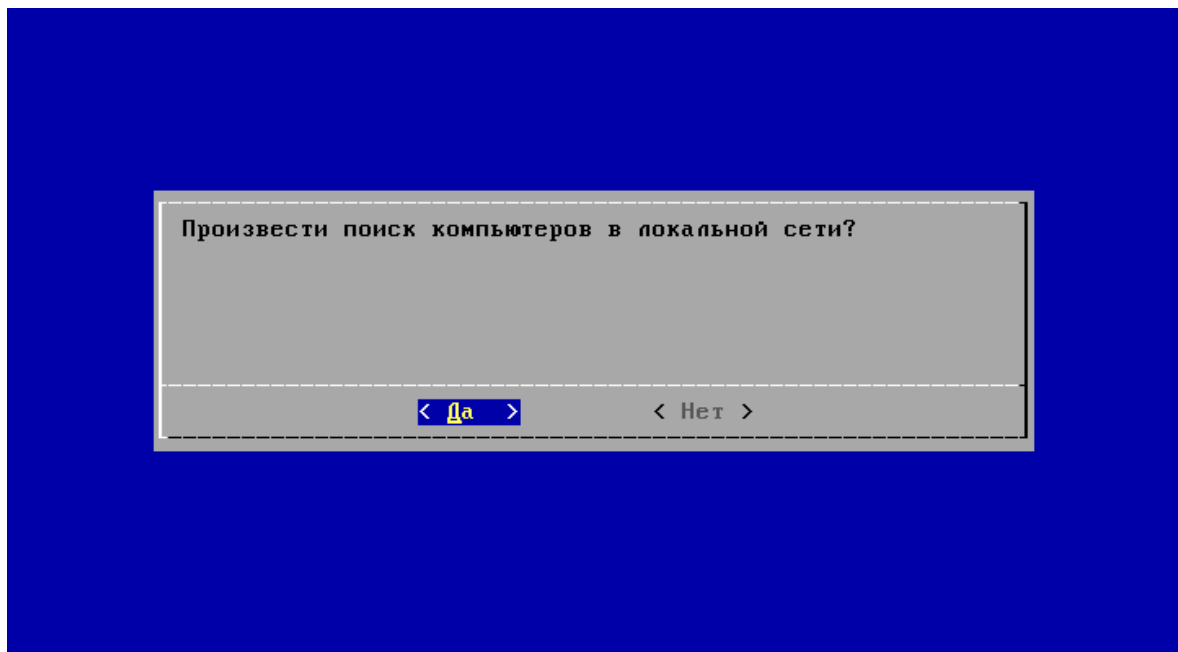 Произвести поиск компьютеров в локальной сети?
< Да > < Нет >